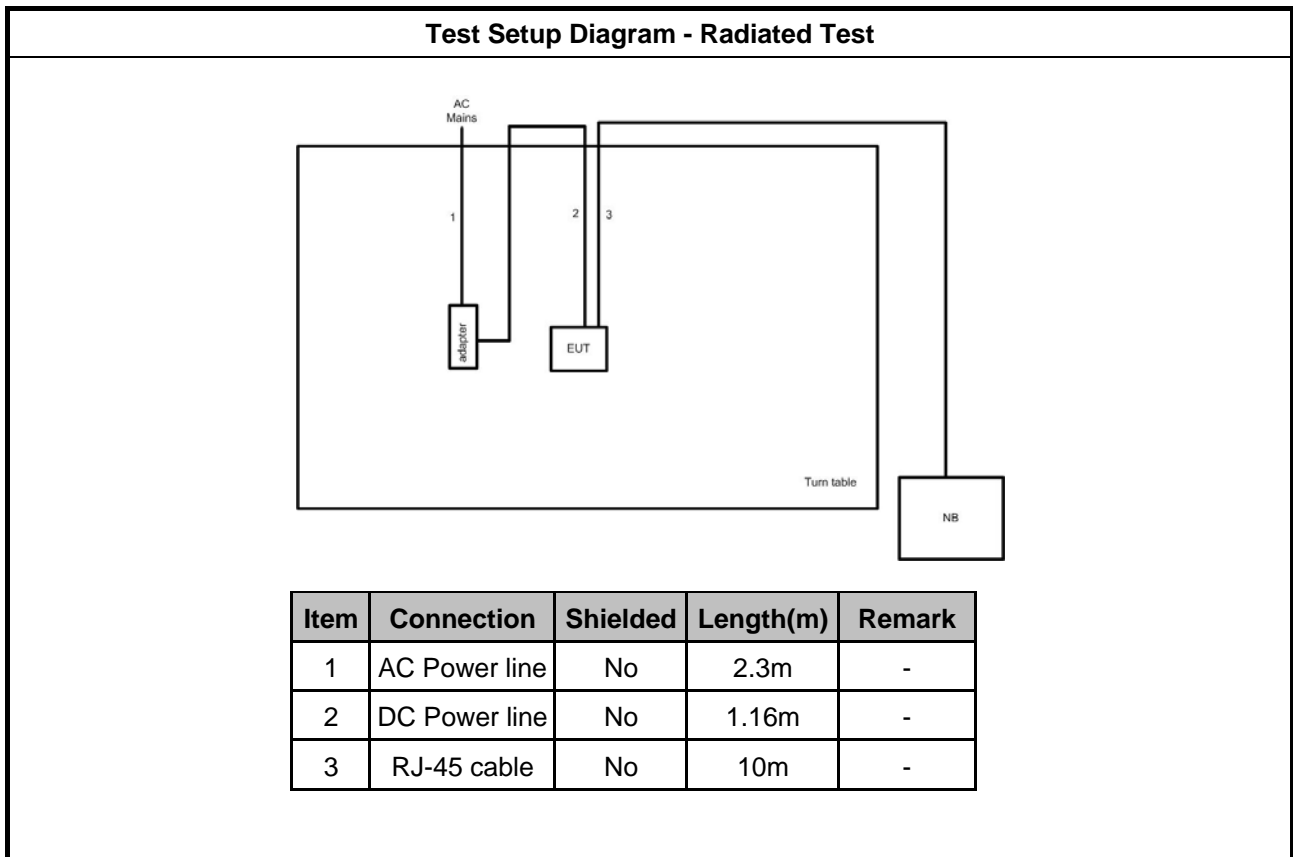 Test Setup Diagram - Radiated Test
AC
Mains
1
2
3
adapter
EUT
Turn table
NB
Item Connection Shielded Length(m) Remark
1 AC Power line No 2.3m -
2 DC Power line No 1.16m -
3 RJ-45 cable No 10m -